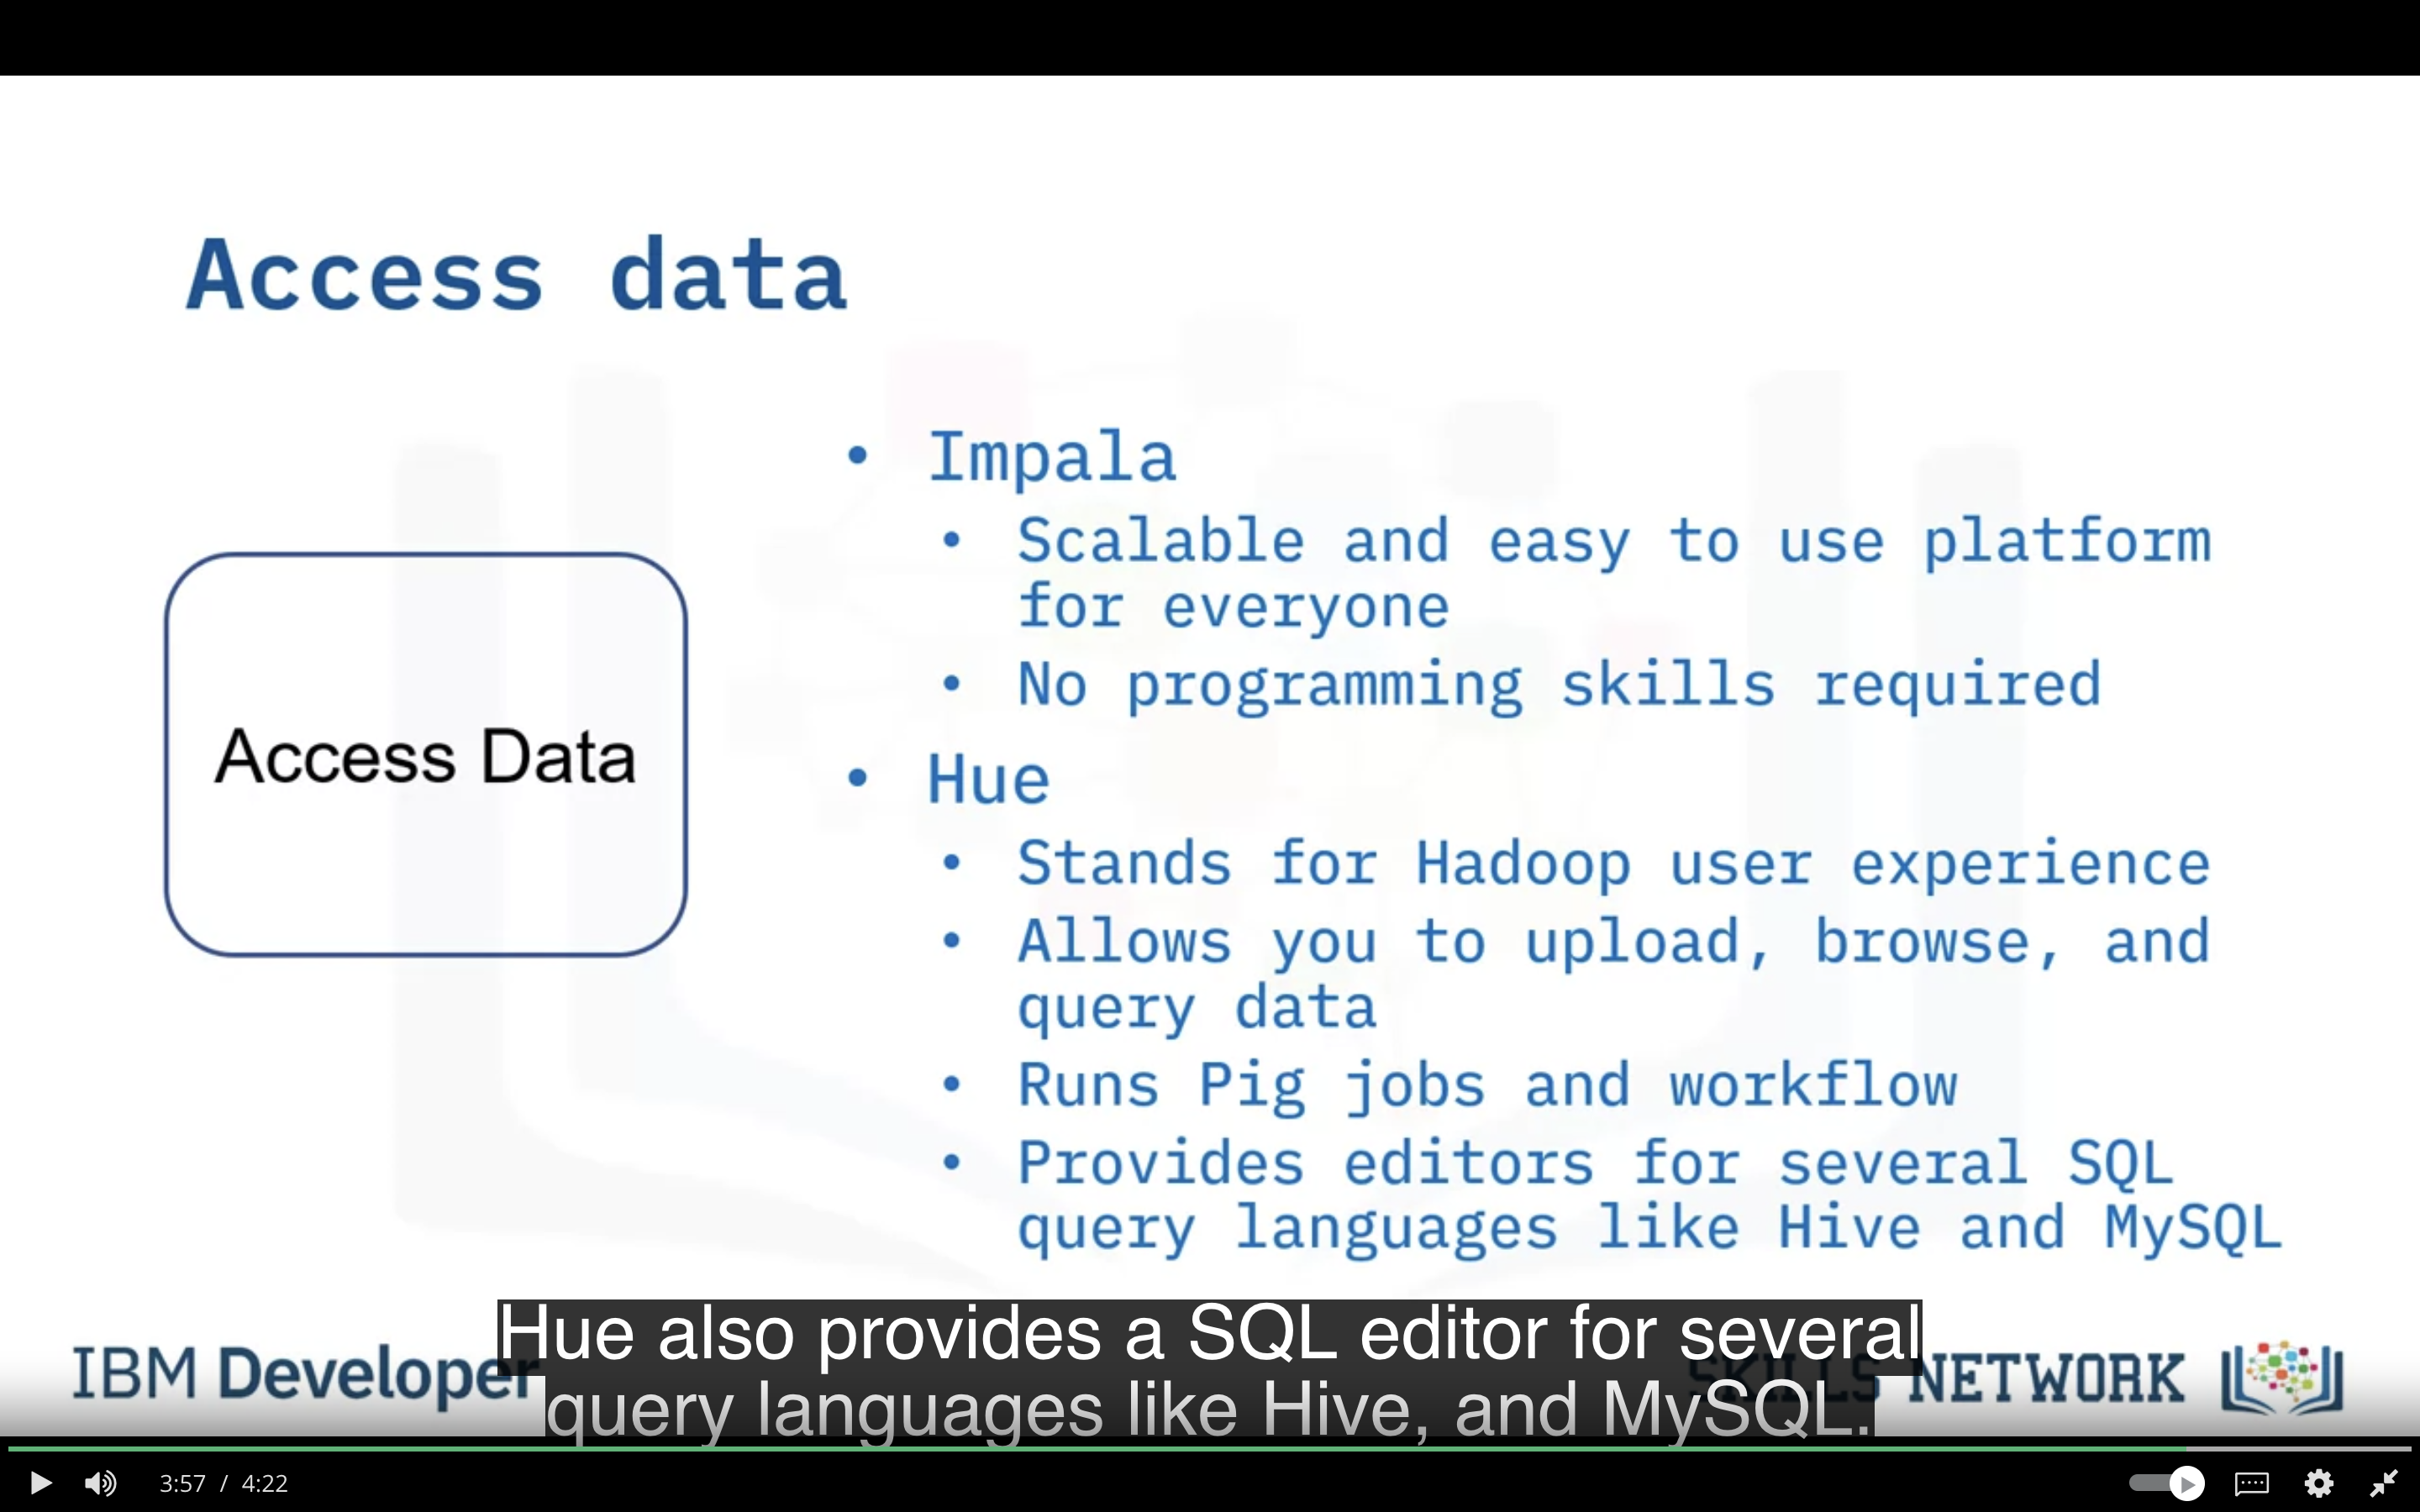 Access data
• Impala
• Scalable and easy to use platform
for everyone
• No programming skills required
Access Data
• Hue
• Stands for Hadoop user experience
• Allows you to upload, browse, and
query data
• Runs Pig jobs and workflow
• Provides editors for several SQL
query languages like Hive and MySQL
Hue also provides a SQL editor for several
query languages like Hive, and MySQL.
IBM Developer
SKILLS NETWORK
3:57 / 4:22